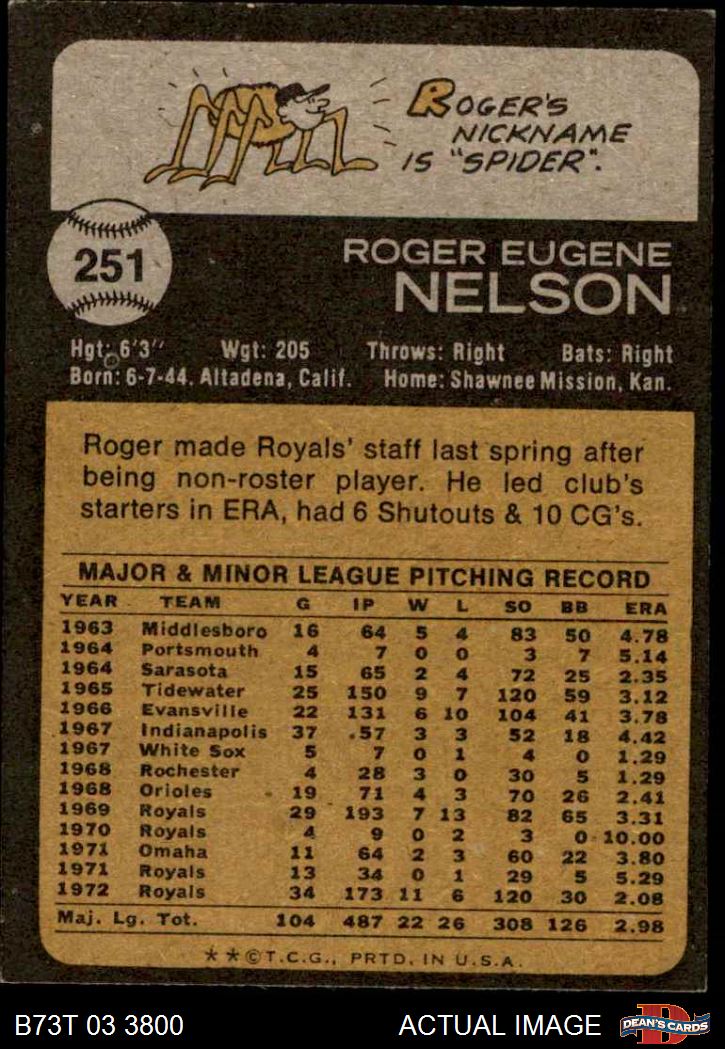 ROGER'S
NICKNAME
IS "SPIDER".
251
ROGER EUGENE
NELSON
Hgt: 6'3" Wgt: 205 Throws: Right Bats: Right
Born: 6-7-44, Altadena, Calif. Home: Shawnee Mission, Kan.
Roger made Royals' staff last spring after
being non-roster player. He led club's
starters in ERA, had 6 Shutouts & 10 CG's.
MAJOR & MINOR LEAGUE PITCHING RECORD
YEAR TEAM G IP W L SO BB ERA
1963 Middlesboro 16 64 5 4 83 50 4.78
1964 Portsmouth 4 7 0 0 3 7 5.14
1964 Sarasota 15 65 2 4 72 25 2.35
1965 Tidewater 25 150 9 7 120 59 3.12
1966 Evansville 22 131 6 10 104 41 3.78
1967 Indianapolis 37 57 3 3 52 18 4.42
1967 White Sox 5 7 0 1 4 0 1.29
1968 Rochester 4 28 3 0 30 5 1.29
1968 Orioles 19 71 4 3 70 26 2.41
1969 Royals 29 193 7 13 82 65 3.31
1970 Royals 4 9 0 2 3 0 10.00
1971 Omaha 11 64 2 3 60 22 3.80
1971 Royals 13 34 0 1 29 5 5.29
1972 Royals 34 173 11 6 120 30 2.08
Maj. Lg. Tot. 104 487 22 26 308 126 2.98
**©T.C.G., PRTD. IN U.S.A.
B73T 03 3800 ACTUAL IMAGE DEAN'S CARDS